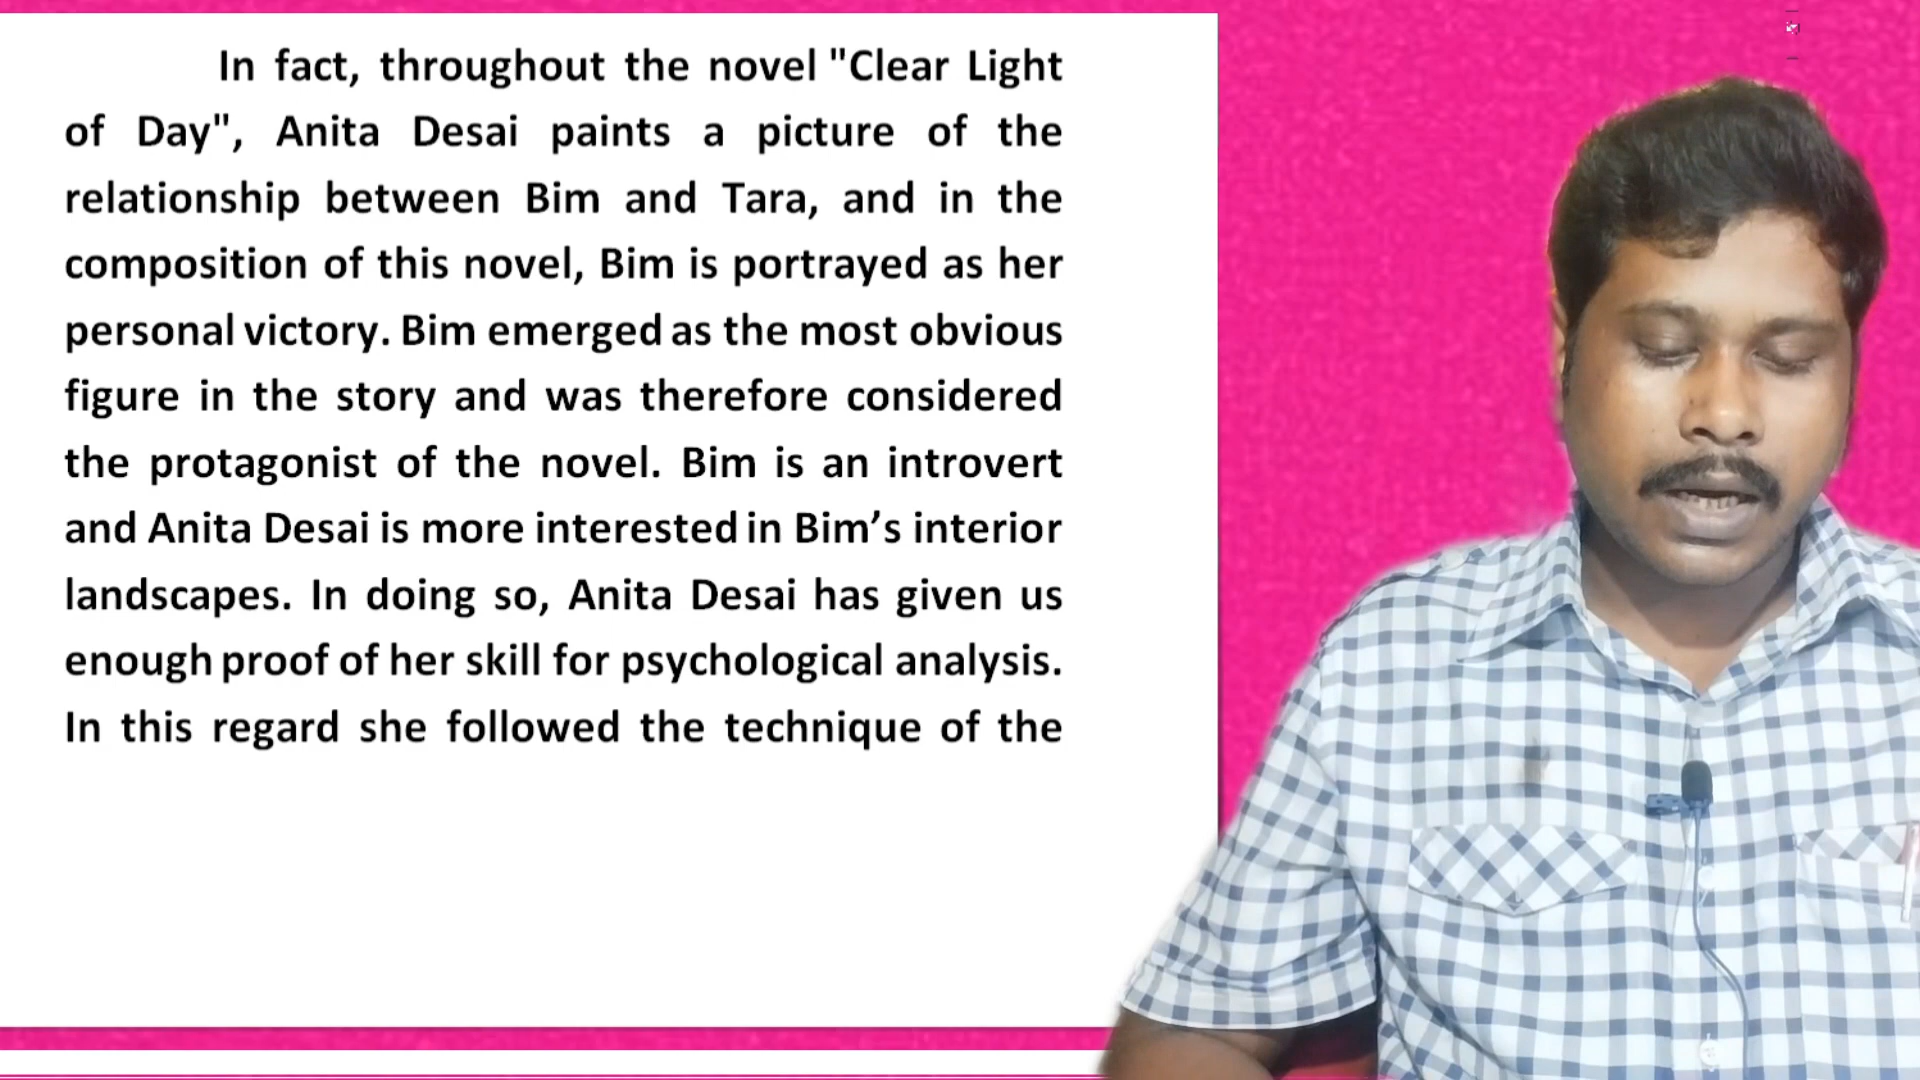 In fact, throughout the novel "Clear Light
of Day", Anita Desai paints a picture of the
relationship between Bim and Tara, and in the
composition of this novel, Bim is portrayed as her
personal victory. Bim emerged as the most obvious
figure in the story and was therefore considered
the protagonist of the novel. Bim is an introvert
and Anita Desai is more interested in Bim’s interior
landscapes. In doing so, Anita Desai has given us
enough proof of her skill for psychological analysis.
In this regard she followed the technique of the